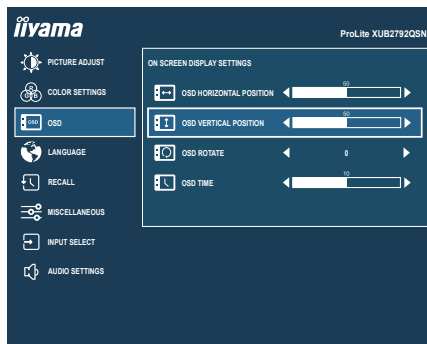 iiyama
ProLite XUB2792QSN
PICTURE ADJUST
COLOR SETTINGS
OSD
LANGUAGE
RECALL
MISCELLANEOUS
INPUT SELECT
AUDIO SETTINGS
ON SCREEN DISPLAY SETTINGS
OSD HORIZONTAL POSITION 50
OSD VERTICAL POSITION 50
OSD ROTATE 0
OSD TIME 10